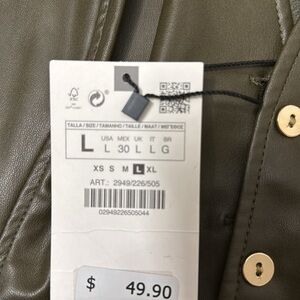 FSC
TALLA / SIZE / TAMANHO / TAILLE / MAAT /
USA MEX UK IT BR
L L 30 L L G
XS S M L XL
ART.: 2949/226/505
02949226505044
$ 49.90